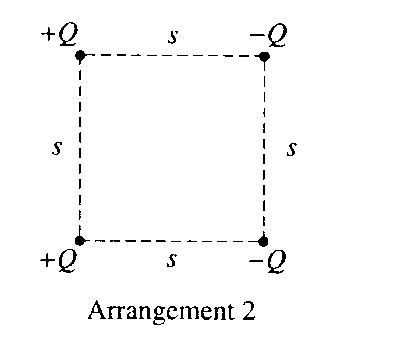 +Q s −Q
s s
+Q s −Q
Arrangement 2